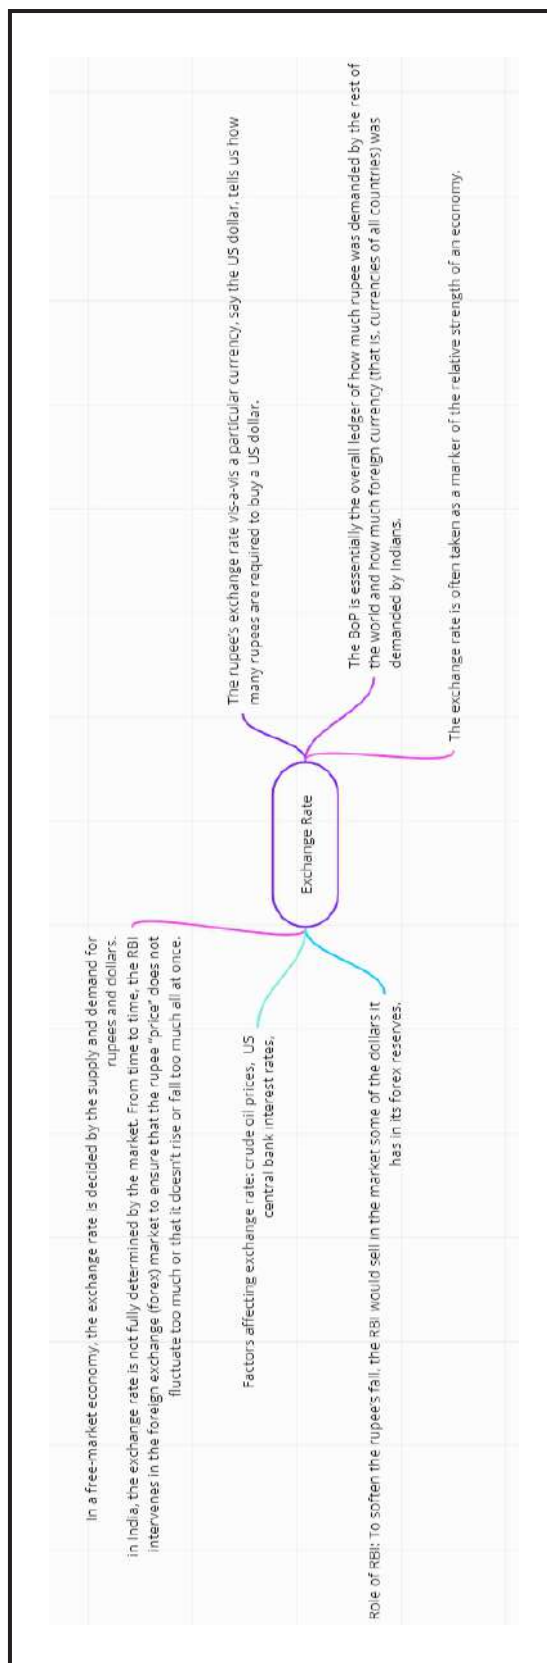 In a free-market economy, the exchange rate is decided by the supply and demand for
rupees and dollars.
in India, the exchange rate is not fully determined by the market. From time to time, the RBI
intervenes in the foreign exchange (forex) market to ensure that the rupee "price" does not
fluctuate too much or that it doesn't rise or fall too much all at once.
Factors affecting exchange rate: crude oil prices, US
central bank interest rates,
Role of RBI: To soften the rupee's fall, the RBI would sell in the market some of the dollars it
has in its forex reserves.
Exchange Rate
The rupee's exchange rate vis-a-vis a particular currency, say the US dollar, tells us how
many rupees are required to buy a US dollar.
The BoP is essentially the overall ledger of how much rupee was demanded by the rest of
the world and how much foreign currency (that is, currencies of all countries) was
demanded by Indians.
The exchange rate is often taken as a marker of the relative strength of an economy.